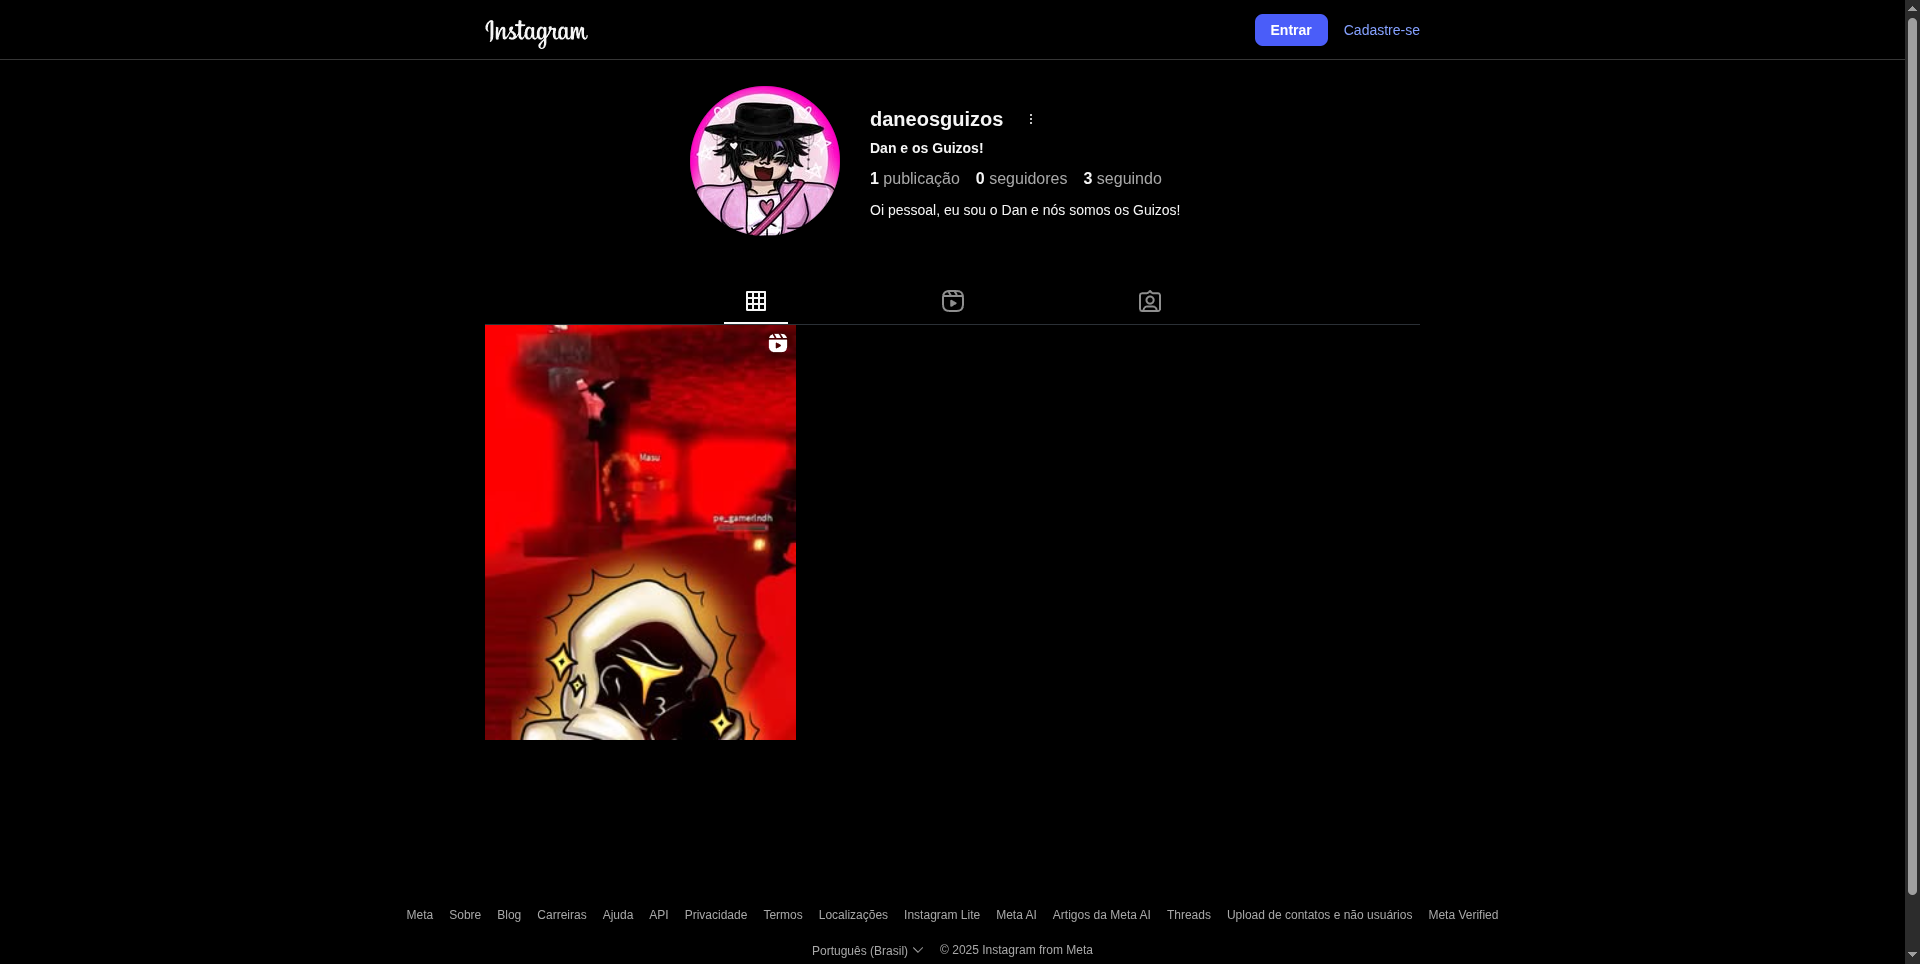 Instagram
Entrar
Cadastre-se
daneosguizos
Dan e os Guizos!
1 publicação 0 seguidores 3 seguindo
Oi pessoal, eu sou o Dan e nós somos os Guizos!
Masu
pe_gamerlndh
Meta Sobre Blog Carreiras Ajuda API Privacidade Termos Localizações Instagram Lite Meta AI Artigos da Meta AI Threads Upload de contatos e não usuários Meta Verified
Português (Brasil) © 2025 Instagram from Meta